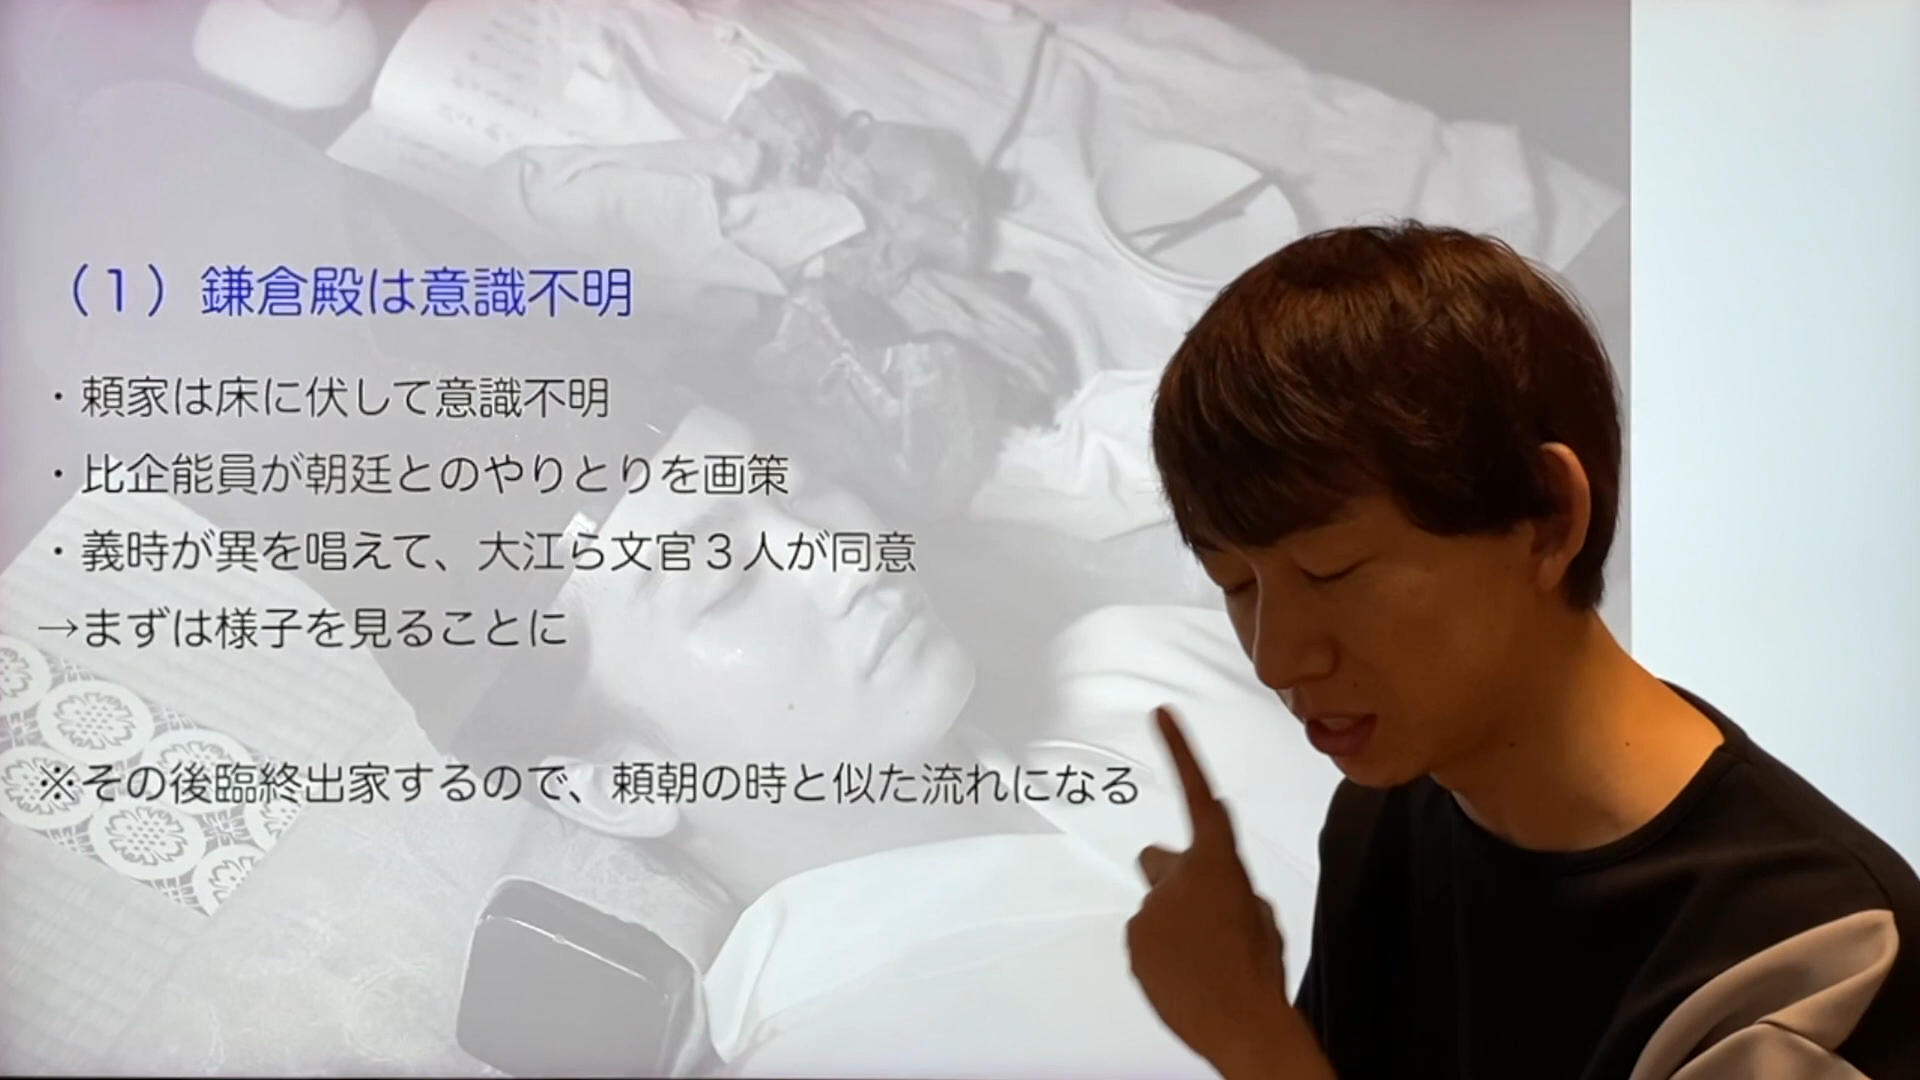 （１）鎌倉殿は意識不明
・頼家は床に伏して意識不明
・比企能員が朝廷とのやりとりを画策
・義時が異を唱えて、大江ら文官３人が同意
→まずは様子を見ることに
※その後臨終出家するので、頼朝の時と似た流れになる